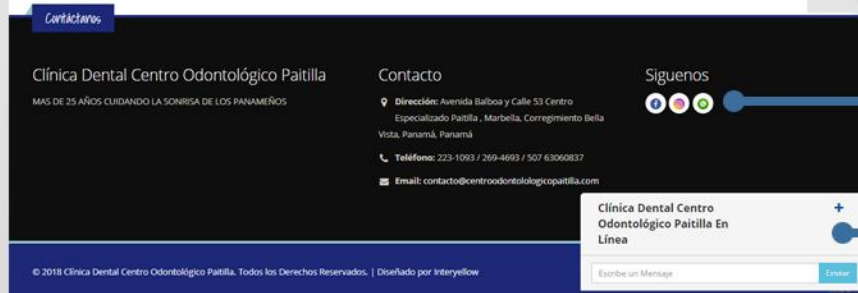 Contáctanos
Clínica Dental Centro Odontológico Paitilla
MAS DE 25 AÑOS CUIDANDO LA SONRISA DE LOS PANAMEÑOS
Contacto
Dirección: Avenida Balboa y Calle 53 Centro
Especializado Paitilla , Marbella, Corregimiento Bella
Vista, Panamá, Panamá
Teléfono: 223-1093 / 269-4693 / 507 63060837
Email: contacto@centroodontolologicopaitilla.com
Siguenos
Clínica Dental Centro
Odontológico Paitilla En
Línea
+
Escribe un Mensaje
Enviar
© 2018 Clínica Dental Centro Odontológico Paitilla. Todos los Derechos Reservados. | Diseñado por Interyellow